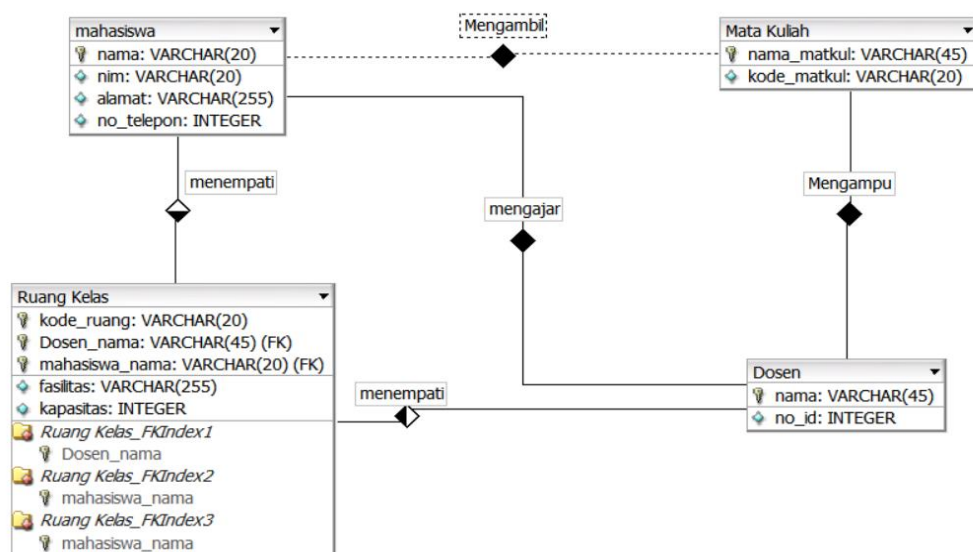 mahasiswa
nama: VARCHAR(20)
nim: VARCHAR(20)
alamat: VARCHAR(255)
no_telepon: INTEGER
Mengambil
Mata Kuliah
nama_matkul: VARCHAR(45)
kode_matkul: VARCHAR(20)
menempati
mengajar
Mengampu
Ruang Kelas
kode_ruang: VARCHAR(20)
Dosen_nama: VARCHAR(45) (FK)
mahasiswa_nama: VARCHAR(20) (FK)
fasilitas: VARCHAR(255)
kapasitas: INTEGER
Ruang Kelas_FKIndex1
Dosen_nama
Ruang Kelas_FKIndex2
mahasiswa_nama
Ruang Kelas_FKIndex3
mahasiswa_nama
menempati
Dosen
nama: VARCHAR(45)
no_id: INTEGER